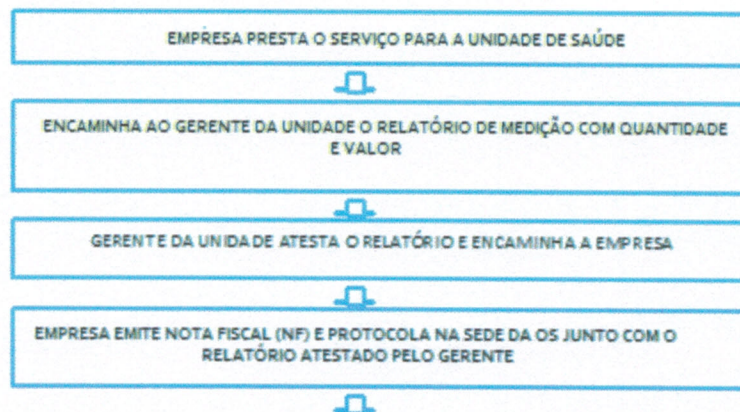 EMPRESA PRESTA O SERVIÇO PARA A UNIDADE DE SAÚDE
ENCAMINHA AO GERENTE DA UNIDADE O RELATÓRIO DE MEDIÇÃO COM QUANTIDADE
E VALOR
GERENTE DA UNIDADE ATESTA O RELATÓRIO E ENCAMINHA A EMPRESA
EMPRESA EMITE NOTA FISCAL (NF) E PROTOCOLA NA SEDE DA OS JUNTO COM O
RELATÓRIO ATESTADO PELO GERENTE